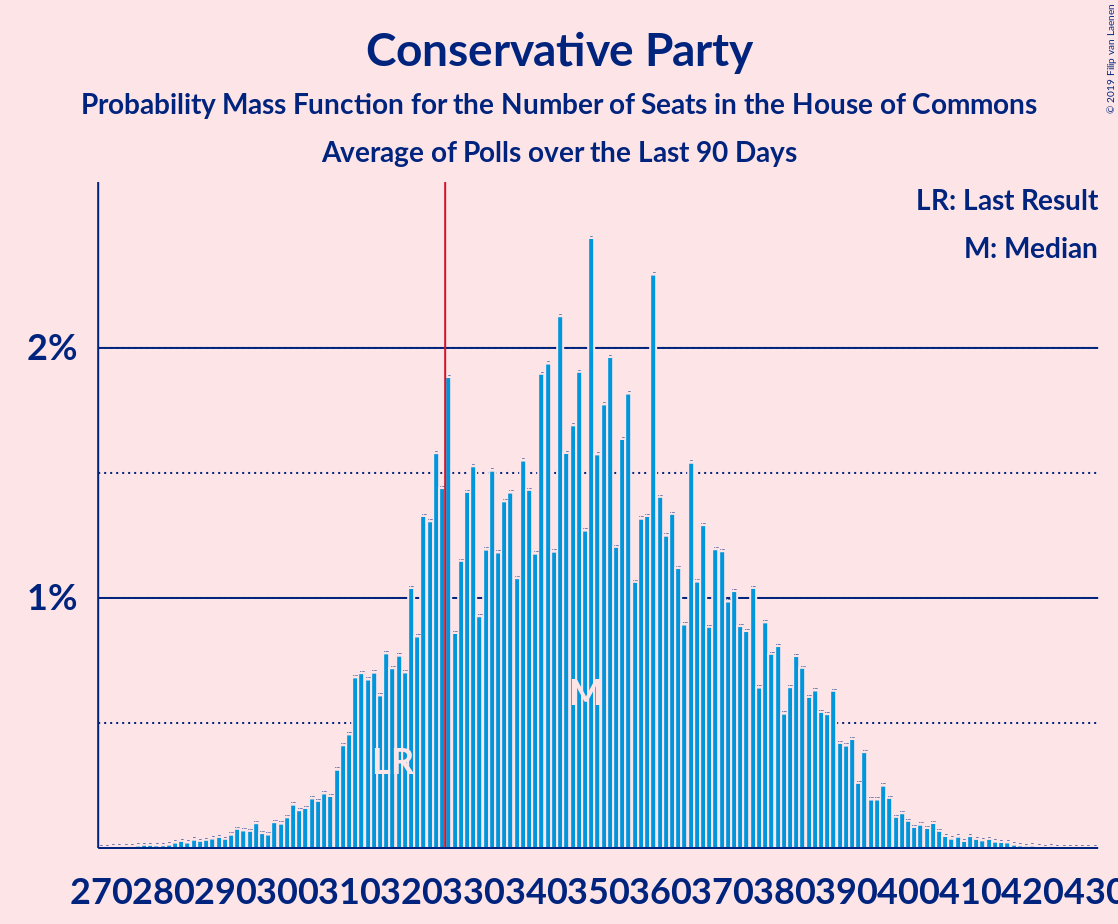 Conservative Party
Probability Mass Function for the Number of Seats in the House of Commons
Average of Polls over the Last 90 Days
© 2019 Filip van Laenen
LR: Last Result
M: Median
2%
1%
M
LR
270 280 290 300 310 320 330 340 350 360 370 380 390 400 410 420 430